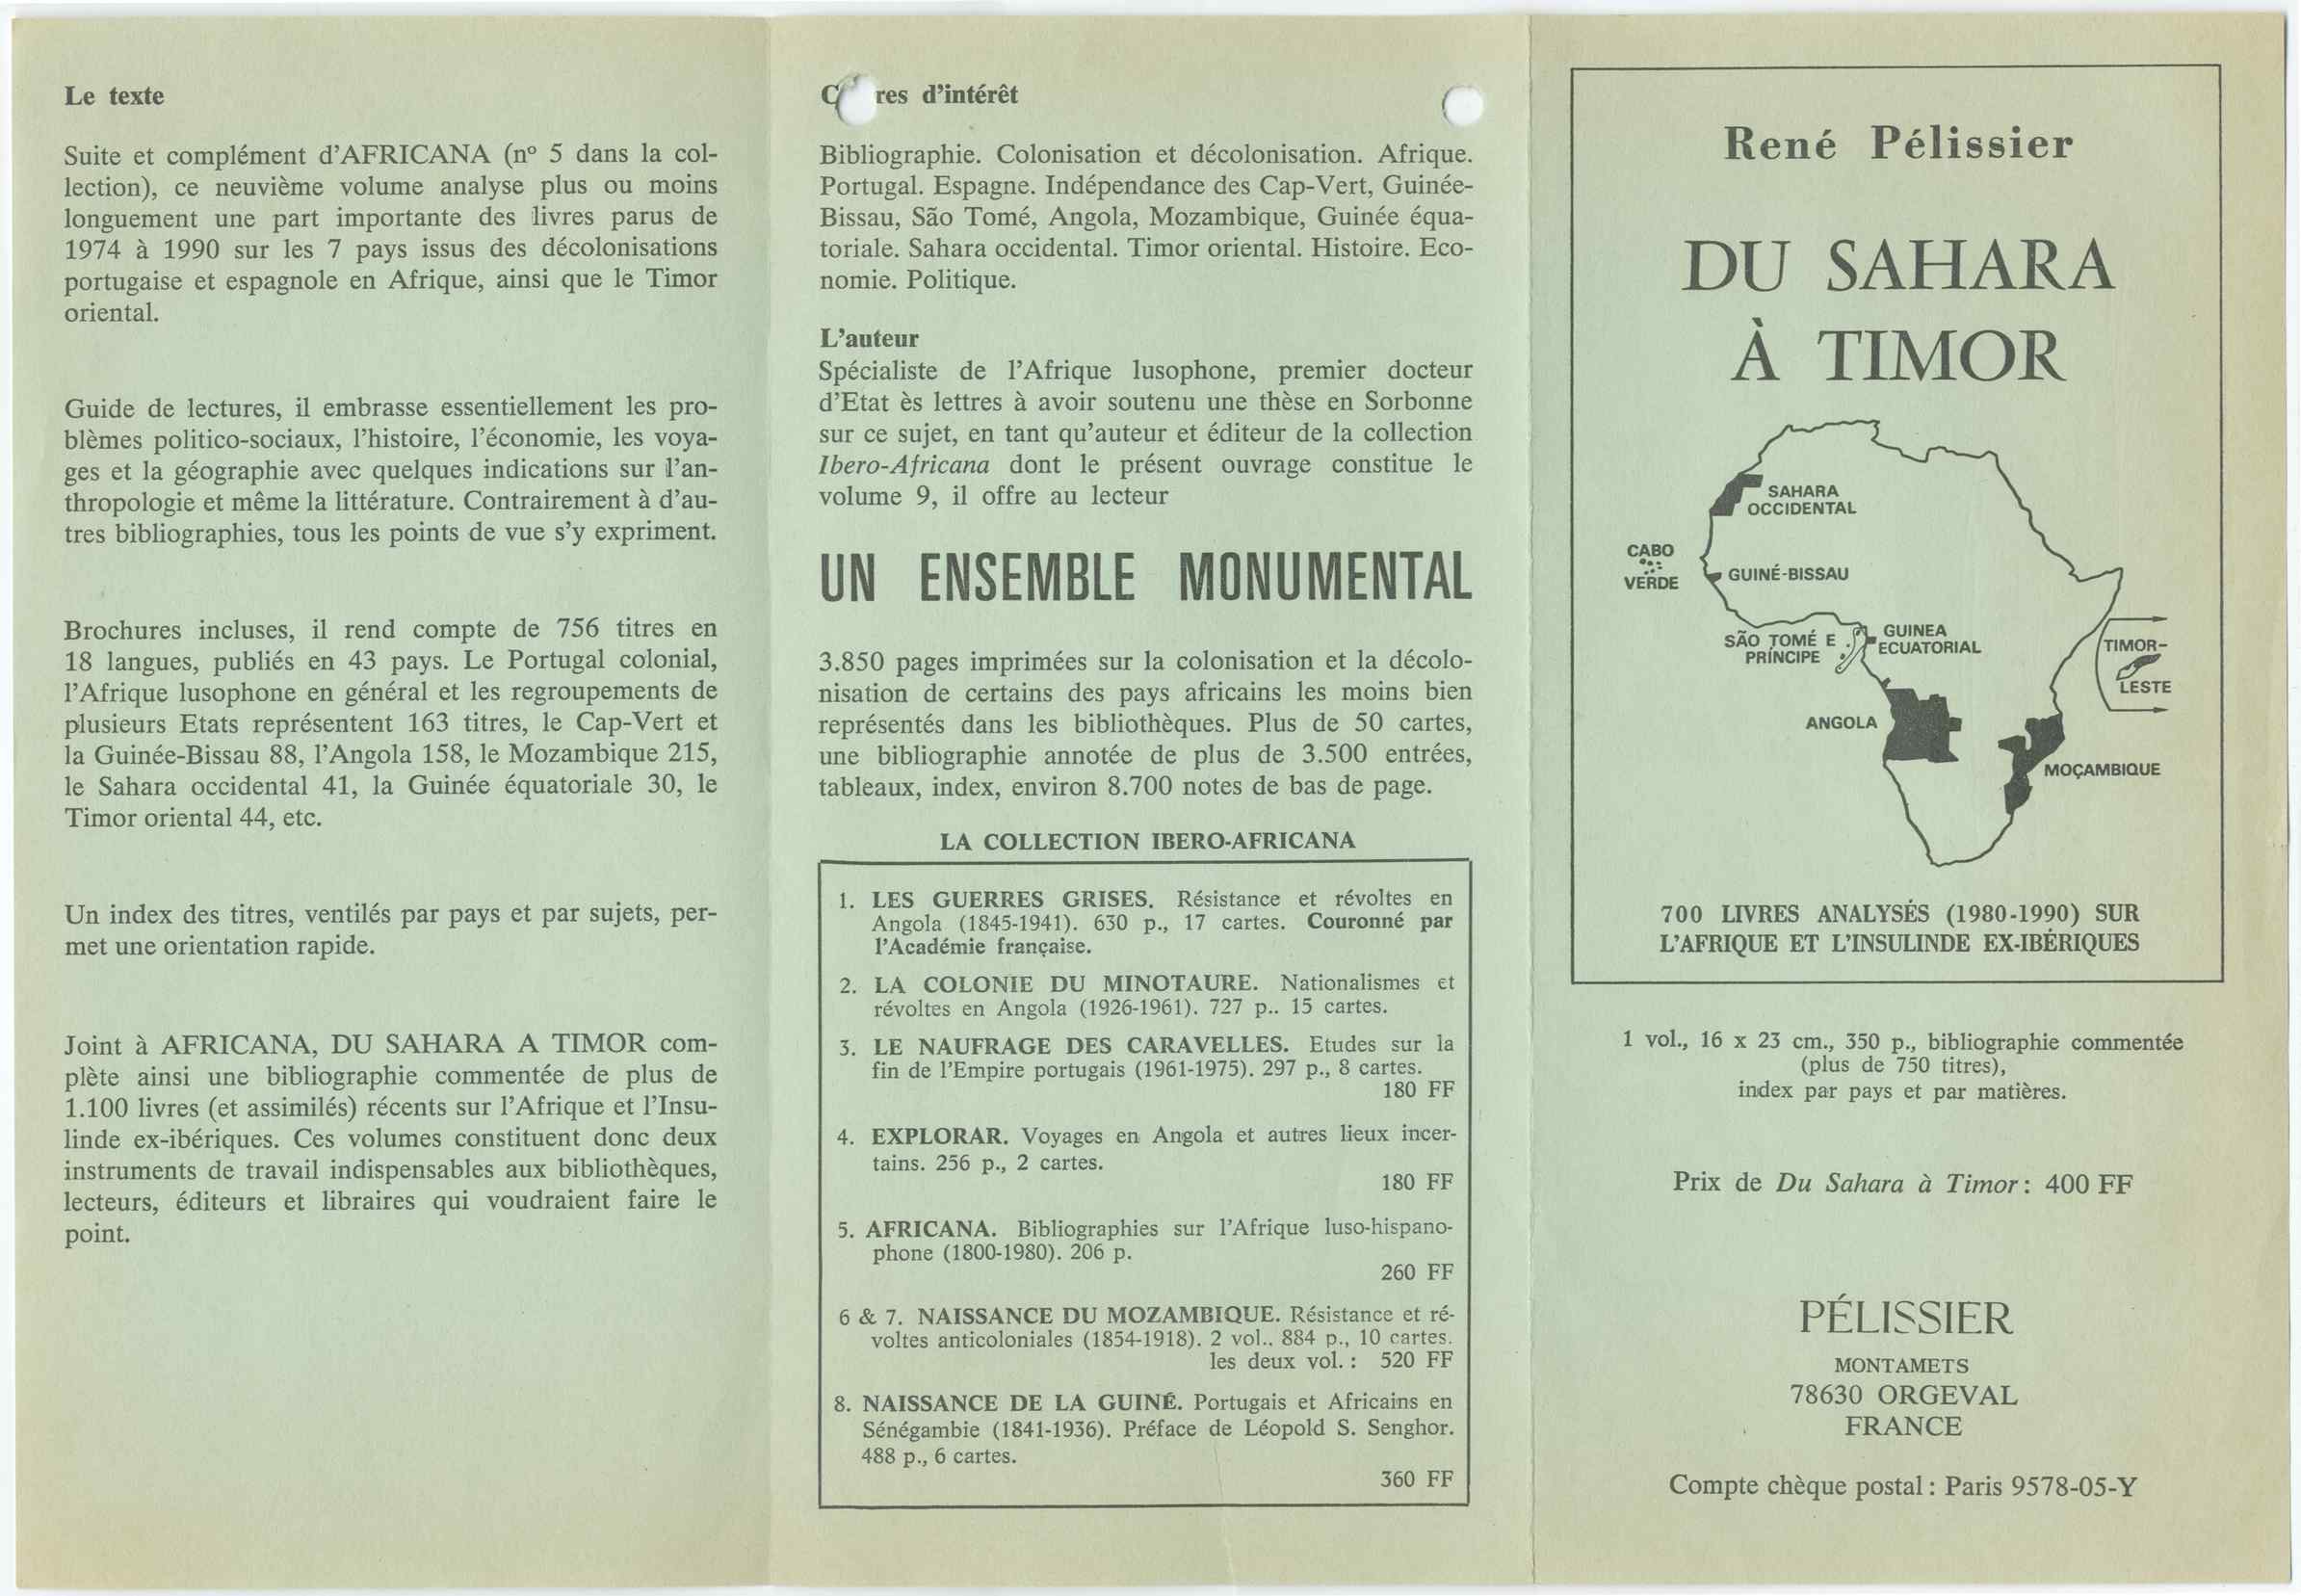 Le texte
Suite et complément d'AFRICANA (nº 5 dans la col-
lection), ce neuvième volume analyse plus ou moins
longuement une part importante des livres parus de
1974 à 1990 sur les 7 pays issus des décolonisations
portugaise et espagnole en Afrique, ainsi que le Timor
oriental.
Guide de lectures, il embrasse essentiellement les pro-
blèmes politico-sociaux, l'histoire, l'économie, les voya-
ges et la géographie avec quelques indications sur l'an-
thropologie et même la littérature. Contrairement à d'au-
tres bibliographies, tous les points de vue s'y expriment.
Brochures incluses, il rend compte de 756 titres en
18 langues, publiés en 43 pays. Le Portugal colonial,
l'Afrique lusophone en général et les regroupements de
plusieurs Etats représentent 163 titres, le Cap-Vert et
la Guinée-Bissau 88, l'Angola 158, le Mozambique 215,
le Sahara occidental 41, la Guinée équatoriale 30, le
Timor oriental 44, etc.
Un index des titres, ventilés par pays et par sujets, per-
met une orientation rapide.
Joint à AFRICANA, DU SAHARA A TIMOR com-
plète ainsi une bibliographie commentée de plus de
1.100 livres (et assimilés) récents sur l'Afrique et l'Insu-
linde ex-ibériques. Ces volumes constituent donc deux
instruments de travail indispensables aux bibliothèques,
lecteurs, éditeurs et libraires qui voudraient faire le
point.
res d'intérêt
Bibliographie. Colonisation et décolonisation. Afrique.
Portugal. Espagne. Indépendance des Cap-Vert, Guinée-
Bissau, São Tomé, Angola, Mozambique, Guinée équa-
toriale. Sahara occidental. Timor oriental. Histoire. Eco-
nomie. Politique.
L'auteur
Spécialiste de l'Afrique lusophone, premier docteur
d'Etat ès lettres à avoir soutenu une thèse en Sorbonne
sur ce sujet, en tant qu'auteur et éditeur de la collection
Ibero-Africana dont le présent ouvrage constitue le
volume 9, il offre au lecteur
UN ENSEMBLE MONUMENTAL
3.850 pages imprimées sur la colonisation et la décolo-
nisation de certains des pays africains les moins bien
représentés dans les bibliothèques. Plus de 50 cartes,
une bibliographie annotée de plus de 3.500 entrées,
tableaux, index, environ 8.700 notes de bas de page.
LA COLLECTION IBERO-AFRICANA
1. LES GUERRES GRISES. Résistance et révoltes en
Angola (1845-1941). 630 p., 17 cartes. Couronné par
l'Académie française.
2. LA COLONIE DU MINOTAURE. Nationalismes et
révoltes en Angola (1926-1961). 727 p.. 15 cartes.
3. LE NAUFRAGE DES CARAVELLES. Etudes sur la
fin de l'Empire portugais (1961-1975). 297 p., 8 cartes.
180 FF
4. EXPLORAR. Voyages en Angola et autres lieux incer-
tains. 256 p., 2 cartes.
180 FF
5. AFRICANA. Bibliographies sur l'Afrique luso-hispano-
phone (1800-1980). 206 p.
260 FF
6 & 7. NAISSANCE DU MOZAMBIQUE. Résistance et ré-
voltes anticoloniales (1854-1918). 2 vol.. 884 p., 10 cartes.
les deux vol. : 520 FF
8. NAISSANCE DE LA GUINÉ. Portugais et Africains en
Sénégambie (1841-1936). Préface de Léopold S. Senghor.
488 p., 6 cartes.
360 FF
René Pélissier
DU SAHARA
À TIMOR
SAHARA
OCCIDENTAL
CABO
VERDE
GUINÉ-BISSAU
SÃO TOMÉ E
PRÍNCIPE
GUINEA
ECUATORIAL
TIMOR-
LESTE
ANGOLA
MOÇAMBIQUE
700 LIVRES ANALYSÉS (1980-1990) SUR
L'AFRIQUE ET L'INSULINDE EX-IBÉRIQUES
1 vol., 16 x 23 cm., 350 p., bibliographie commentée
(plus de 750 titres),
index par pays et par matières.
Prix de Du Sahara à Timor : 400 FF
PÉLISSIER
MONTAMETS
78630 ORGEVAL
FRANCE
Compte chèque postal : Paris 9578-05-Y